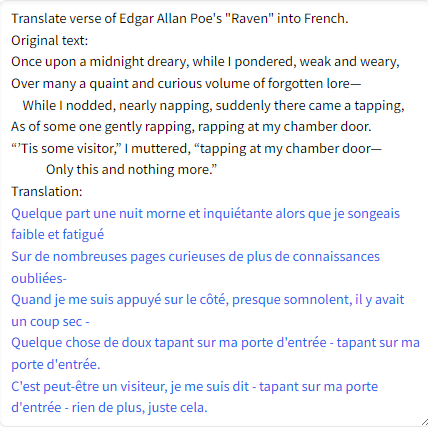 Translate verse of Edgar Allan Poe's "Raven" into French.
Original text:
Once upon a midnight dreary, while I pondered, weak and weary,
Over many a quaint and curious volume of forgotten lore—
While I nodded, nearly napping, suddenly there came a tapping,
As of some one gently rapping, rapping at my chamber door.
“’Tis some visitor,” I muttered, “tapping at my chamber door—
Only this and nothing more.”
Translation:
Quelque part une nuit morne et inquiétante alors que je songeais
faible et fatigué
Sur de nombreuses pages curieuses de plus de connaissances
oubliées-
Quand je me suis appuyé sur le côté, presque somnolent, il y avait
un coup sec -
Quelque chose de doux tapant sur ma porte d'entrée - tapant sur ma
porte d'entrée.
C'est peut-être un visiteur, je me suis dit - tapant sur ma porte
d'entrée - rien de plus, juste cela.